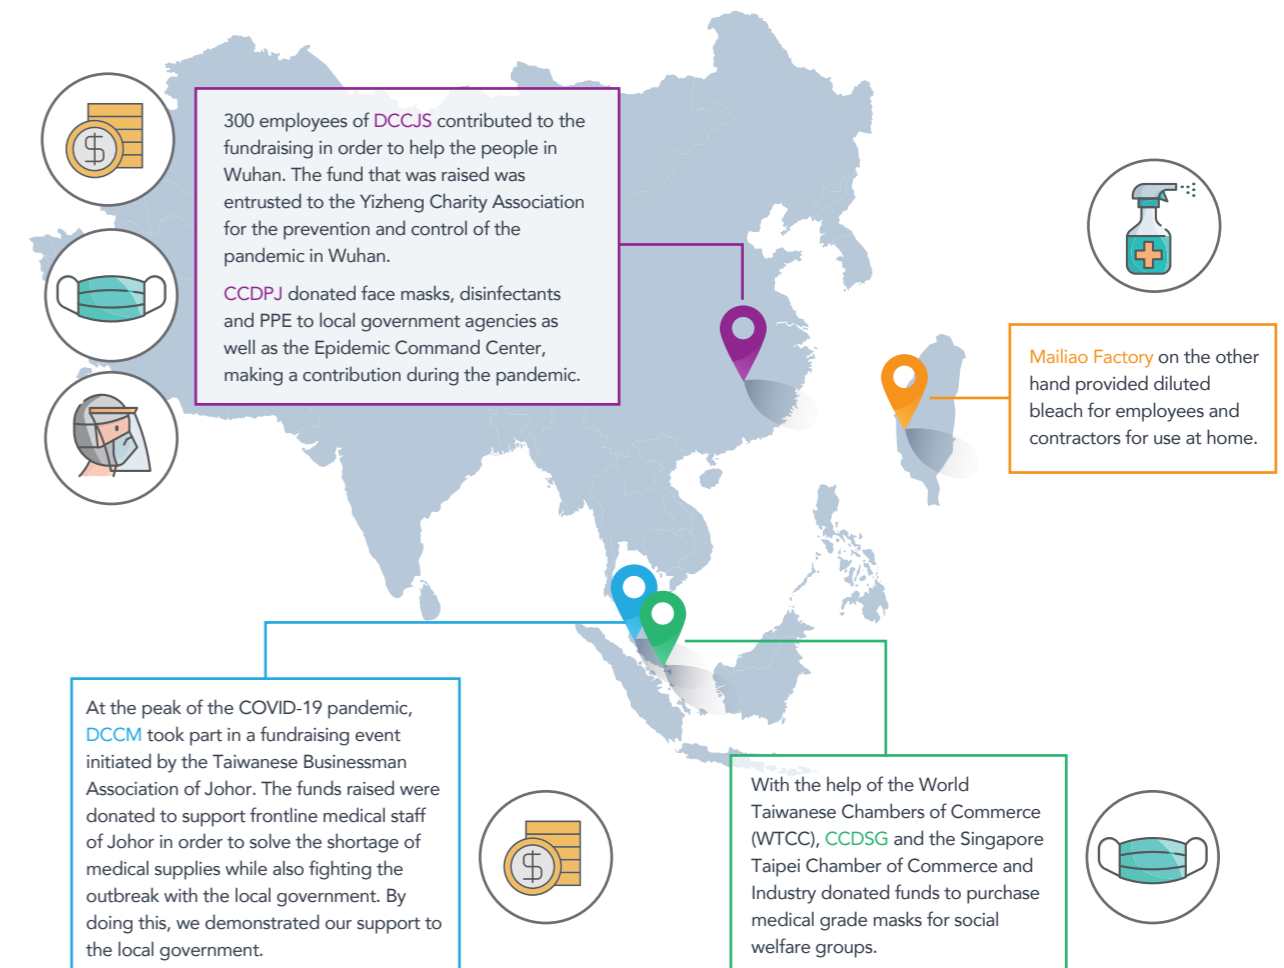 300 employees of DCCJS contributed to the
fundraising in order to help the people in
Wuhan. The fund that was raised was
entrusted to the Yizheng Charity Association
for the prevention and control of the
pandemic in Wuhan.
CCDPJ donated face masks, disinfectants
and PPE to local government agencies as
well as the Epidemic Command Center,
making a contribution during the pandemic.
Mailiao Factory on the other
hand provided diluted
bleach for employees and
contractors for use at home.
At the peak of the COVID-19 pandemic,
DCCM took part in a fundraising event
initiated by the Taiwanese Businessman
Association of Johor. The funds raised were
donated to support frontline medical staff
of Johor in order to solve the shortage of
medical supplies while also fighting the
outbreak with the local government. By
doing this, we demonstrated our support to
the local government.
With the help of the World
Taiwanese Chambers of Commerce
(WTCC), CCDSG and the Singapore
Taipei Chamber of Commerce and
Industry donated funds to purchase
medical grade masks for social
welfare groups.